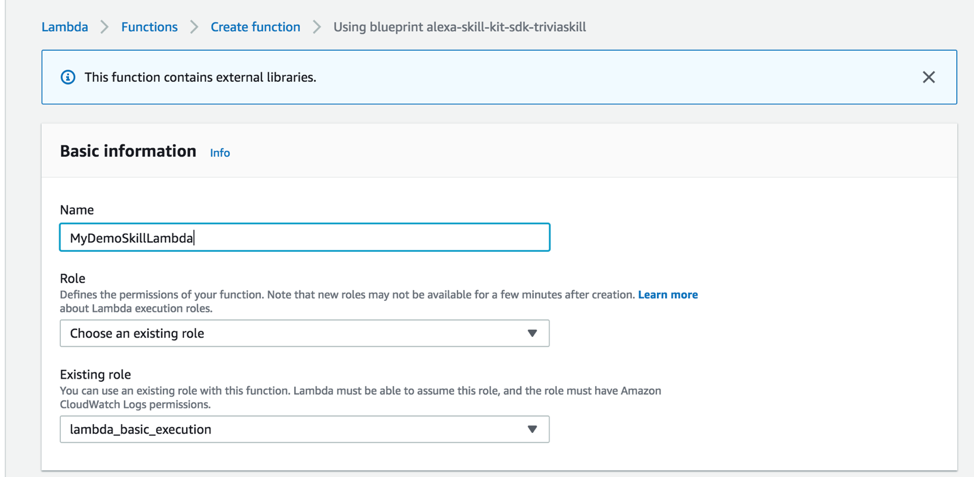 Lambda > Functions > Create function > Using blueprint alexa-skill-kit-sdk-triviaskill
This function contains external libraries.
Basic information Info
Name
MyDemoSkillLambda
Role
Defines the permissions of your function. Note that new roles may not be available for a few minutes after creation. Learn more
about Lambda execution roles.
Choose an existing role
Existing role
You can use an existing role with this function. Lambda must be able to assume this role, and the role must have Amazon
CloudWatch Logs permissions.
lambda_basic_execution